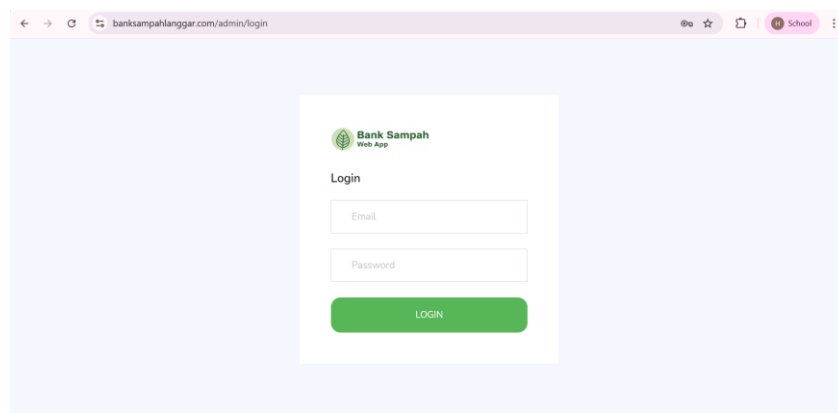 banksampahlanggar.com/admin/login
H School
Bank Sampah
Web App
Login
Email
Password
LOGIN